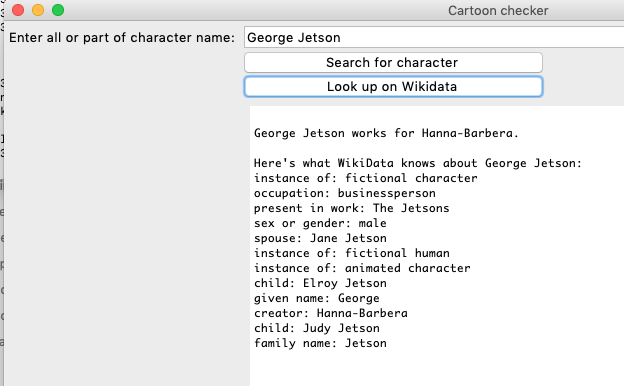 Cartoon checker
Enter all or part of character name: George Jetson
Search for character
Look up on Wikidata
George Jetson works for Hanna-Barbera.
Here's what WikiData knows about George Jetson:
instance of: fictional character
occupation: businessperson
present in work: The Jetsons
sex or gender: male
spouse: Jane Jetson
instance of: fictional human
instance of: animated character
child: Elroy Jetson
given name: George
creator: Hanna-Barbera
child: Judy Jetson
family name: Jetson